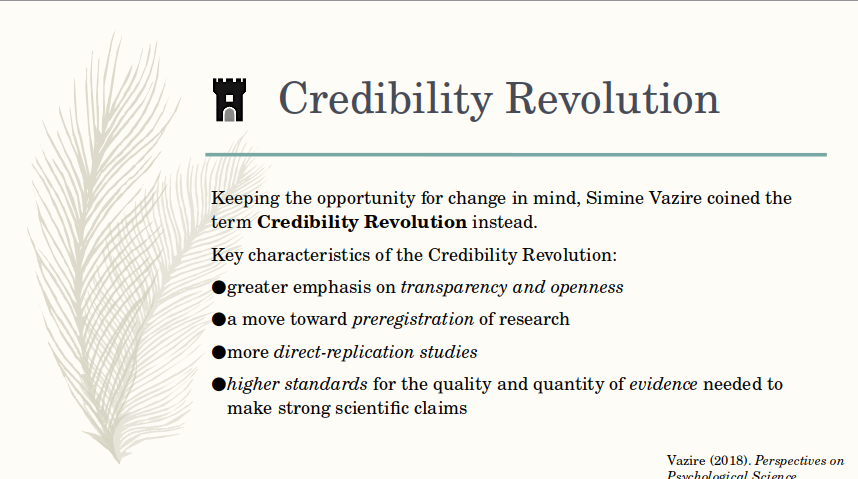 Credibility Revolution
Keeping the opportunity for change in mind, Simine Vazire coined the
term Credibility Revolution instead.
Key characteristics of the Credibility Revolution:
●greater emphasis on transparency and openness
●a move toward preregistration of research
●more direct-replication studies
●higher standards for the quality and quantity of evidence needed to
make strong scientific claims
Vazire (2018). Perspectives on
Psychological Science